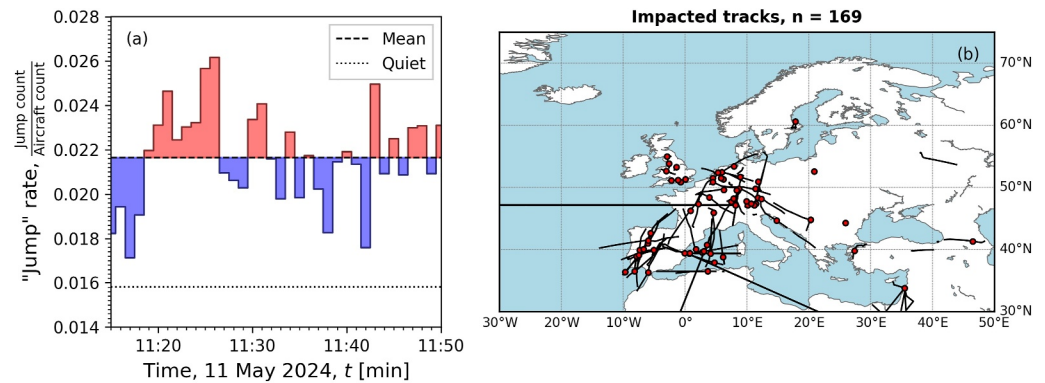 (a)
Mean
Quiet
"Jump" rate, Jump count / Aircraft count
0.028
0.026
0.024
0.022
0.020
0.018
0.016
0.014
11:20 11:30 11:40 11:50
Time, 11 May 2024, t [min]
Impacted tracks, n = 169
(b)
70°N
60°N
50°N
40°N
30°N
30°W 20°W 10°W 0° 10°E 20°E 30°E 40°E 50°E